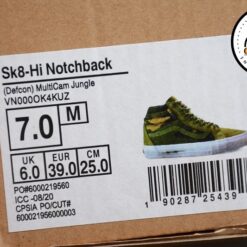 Sk8-Hi Notchback
(Defcon) MultiCam Jungle
VN000OK4KUZ
7.0 M
UK EUR CM
6.0 39.0 25.0
PO#6000219560
ICC -08/20
CPSIA PO/CUT#
600021956000003
1 90287 25439